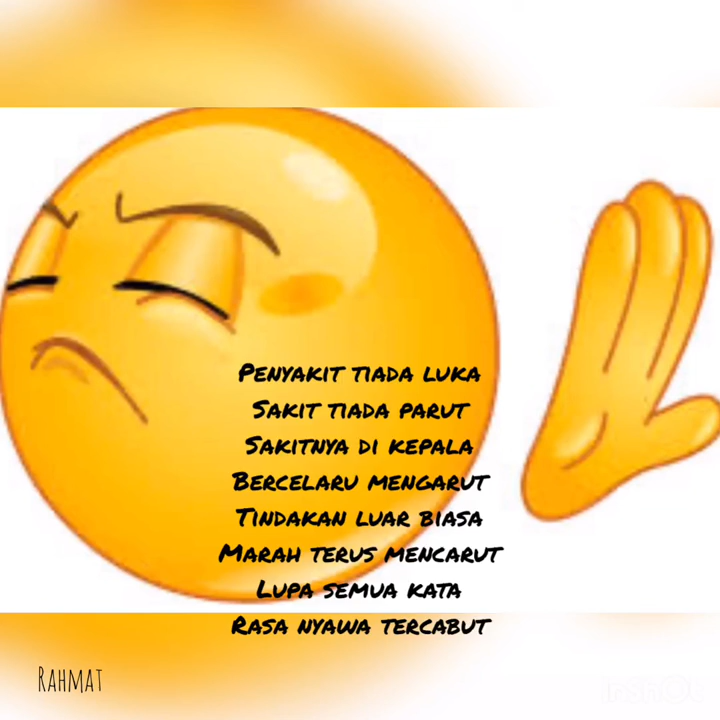 Penyakit tiada luka
Sakit tiada parut
Sakitnya di kepala
Bercelaru mengarut
Tindakan luar biasa
Marah terus mencarut
Lupa semua kata
Rasa nyawa tercabut
Rahmat